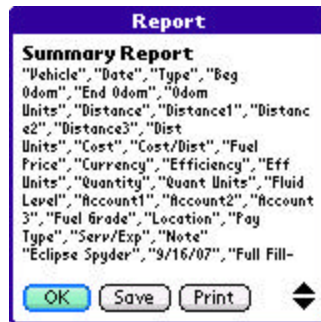 Report
Summary Report
"Vehicle","Date","Type","Beg
Odom","End Odom","Odom
Units","Distance","Distance1","Distanc
e2","Distance3","Dist
Units","Cost","Cost/Dist","Fuel
Price","Currency","Efficiency","Eff
Units","Quantity","Quant Units","Fluid
Level","Account1","Account2","Account
3","Fuel Grade","Location","Pay
Type","Serv/Exp","Note"
"Eclipse Spyder","9/16/07","Full Fill-
OK Save Print